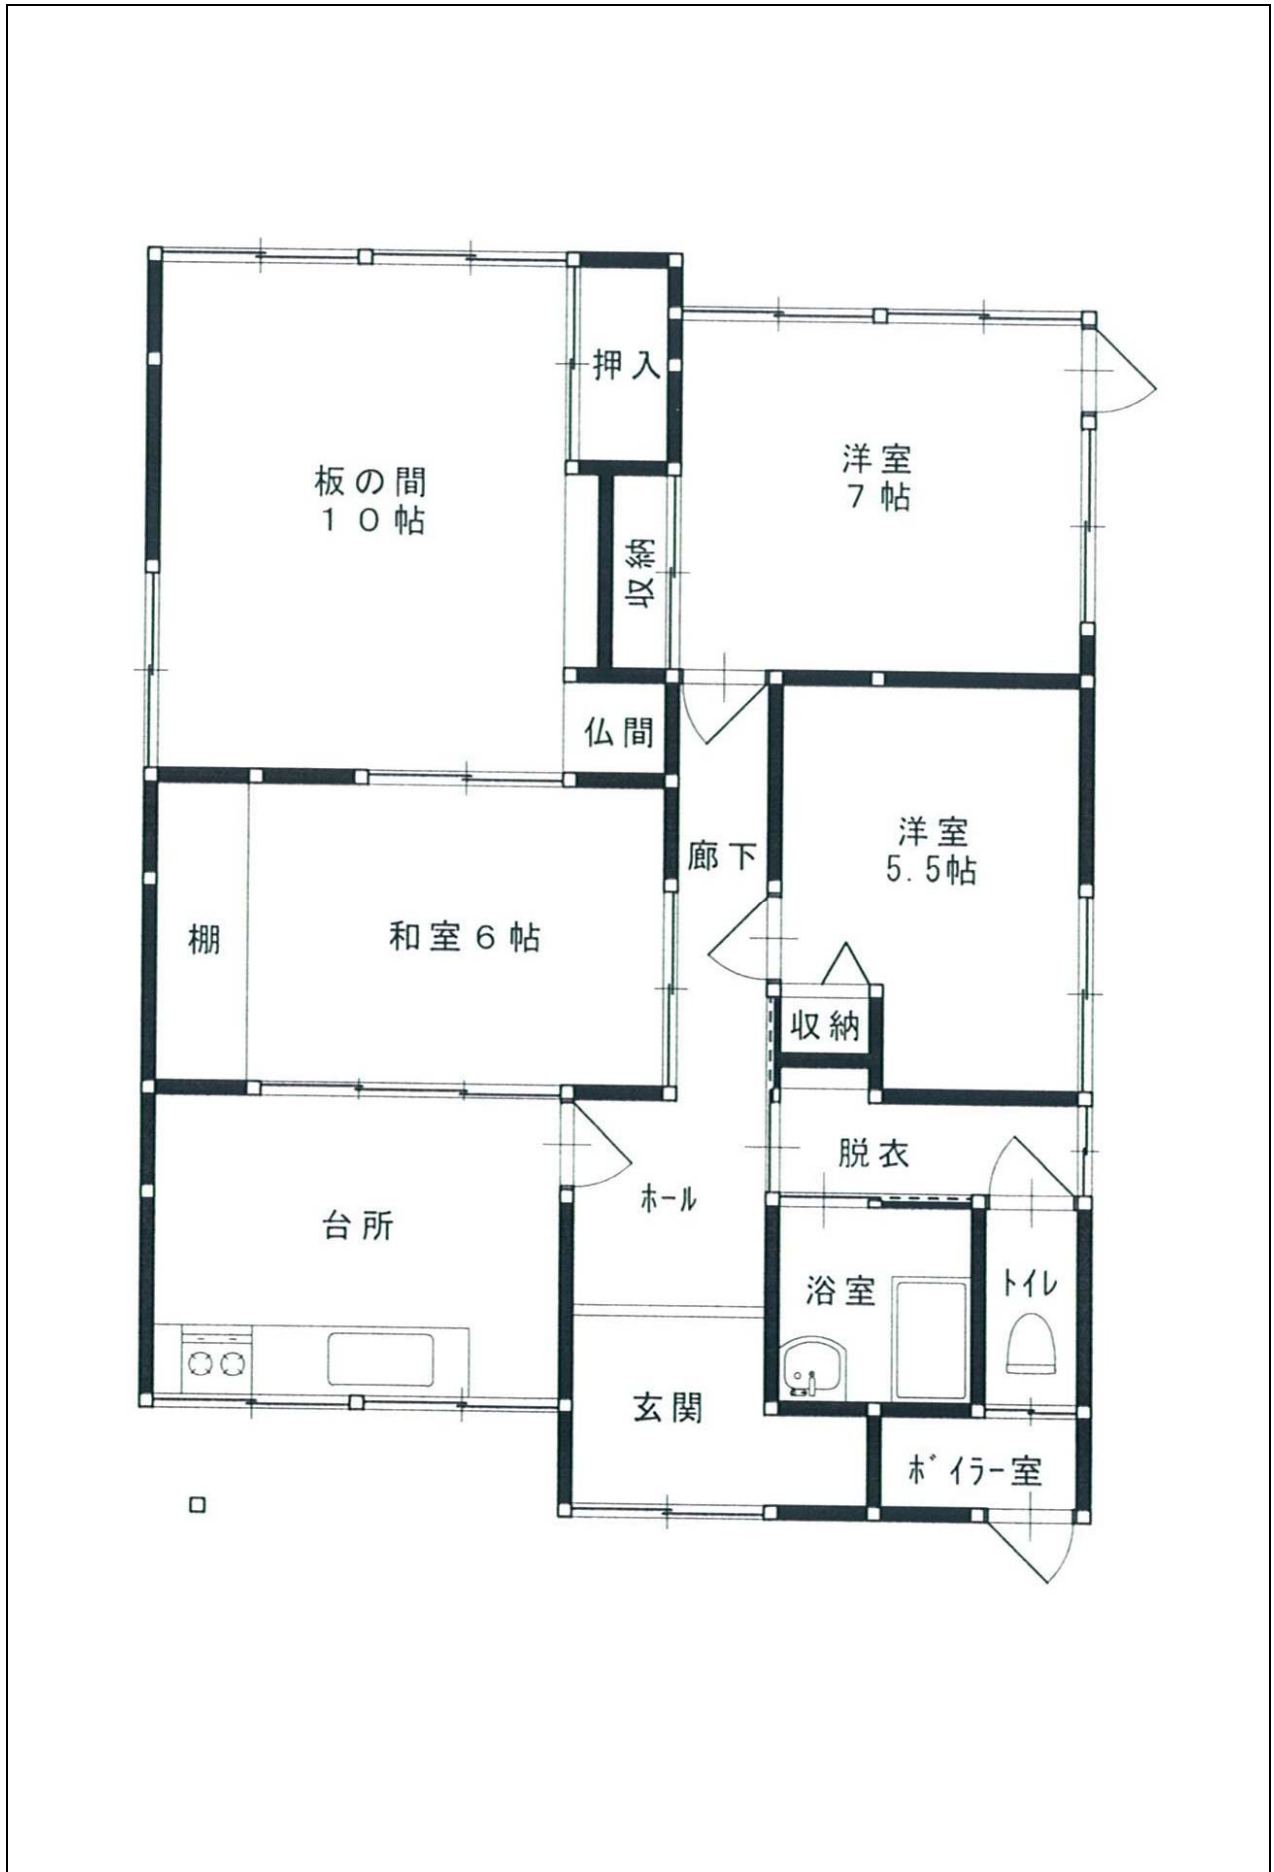 押入
洋室
7帖
板の間
10帖
収納
仏間
廊下
洋室
5.5帖
棚
和室6帖
収納
脱衣
ホール
台所
浴室
トイレ
玄関
ボイラー室